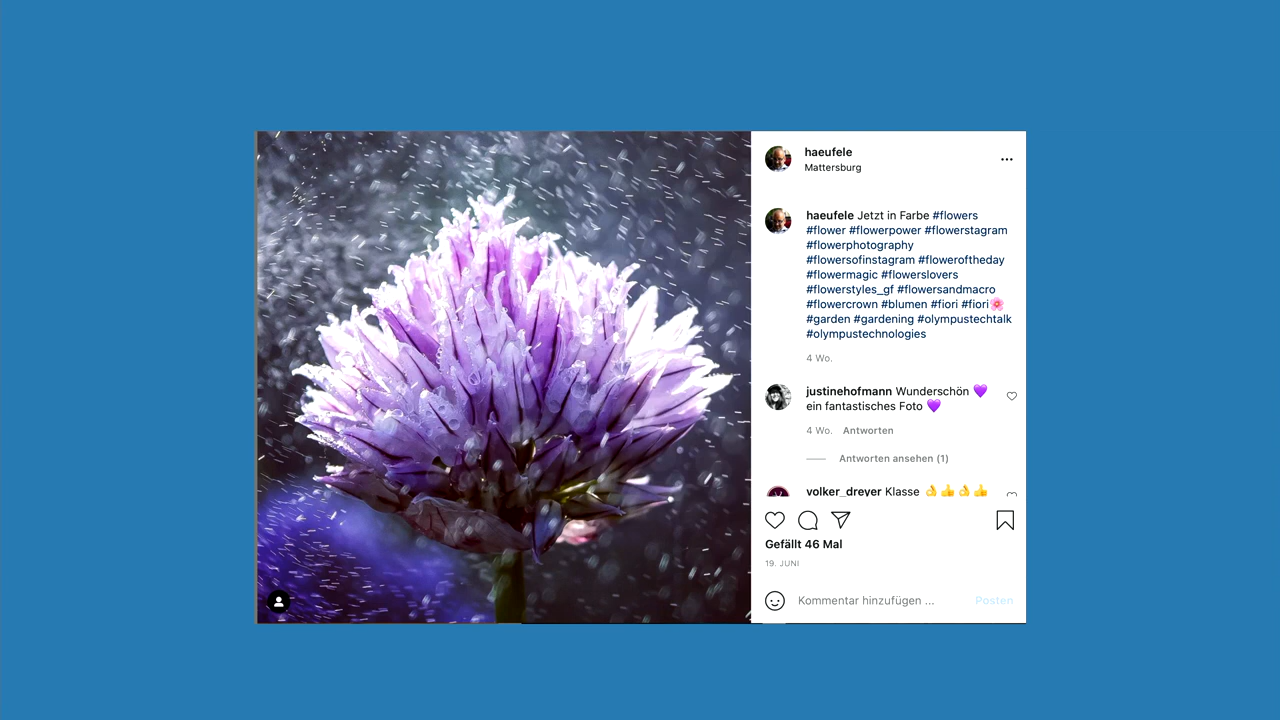 haeufele
Mattersburg
haeufele Jetzt in Farbe #flowers
#flower #flowerpower #flowerstagram
#flowerphotography
#flowersofinstagram #floweroftheday
#flowermagic #flowerslovers
#flowerstyles_gf #flowersandmacro
#flowercrown #blumen #fiori #fiori🌸
#garden #gardening #olympustechtalk
#olympustechnologies
4 Wo.
justinehofmann Wunderschön 💜
ein fantastisches Foto 💜
4 Wo. Antworten
Antworten ansehen (1)
volker_dreyer Klasse 👌👍👌👍
Gefällt 46 Mal
19. JUNI
Kommentar hinzufügen ... Posten